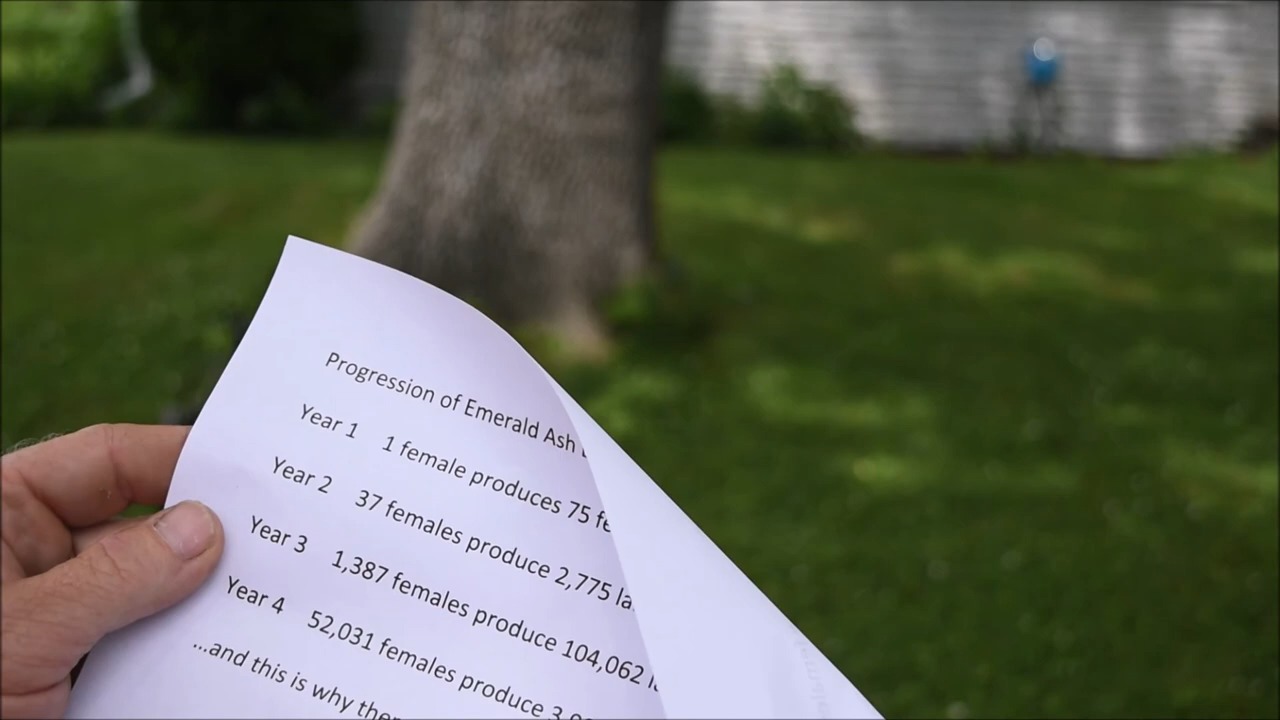 Progression of Emerald Ash
Year 1 1 female produces 75
Year 2 37 females produce 2,775
Year 3 1,387 females produce 104,062
Year 4 52,031 females produce
...and this is why